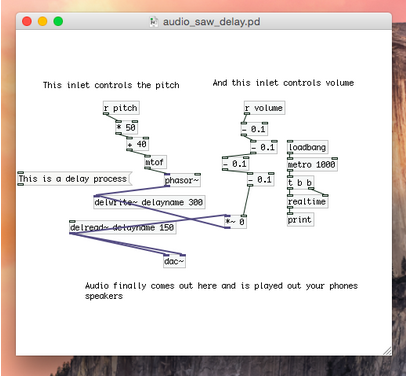 audio_saw_delay.pd
This inlet controls the pitch
And this inlet controls volume
r pitch
r volume
* 50
- 0.1
+ 40
- 0.1
loadbang
mtof
- 0.1
metro 1000
This is a delay process
phasor~
- 0.1
t b b
delwrite~ delayname 300
realtime
delread~ delayname 150
*~ 0
print
dac~
Audio finally comes out here and is played out your phones
speakers